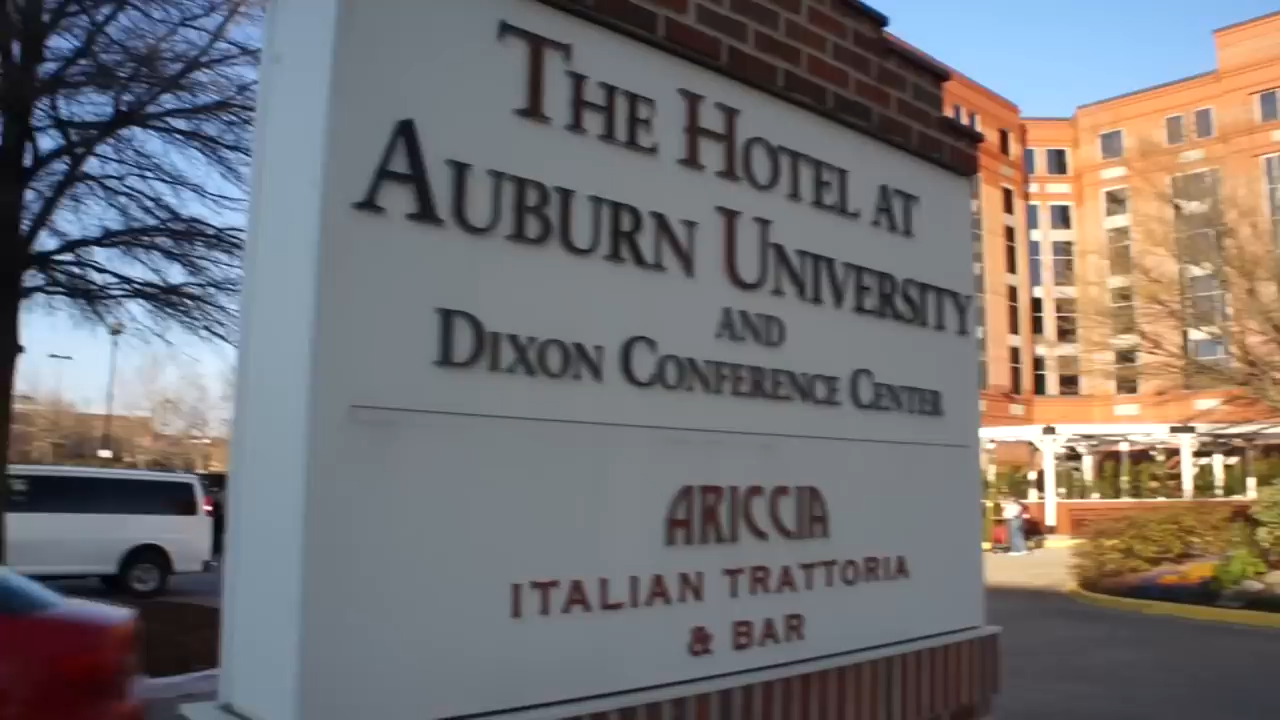 THE HOTEL AT
AUBURN UNIVERSITY
AND
DIXON CONFERENCE CENTER
ARICCIA
ITALIAN TRATTORIA
& BAR